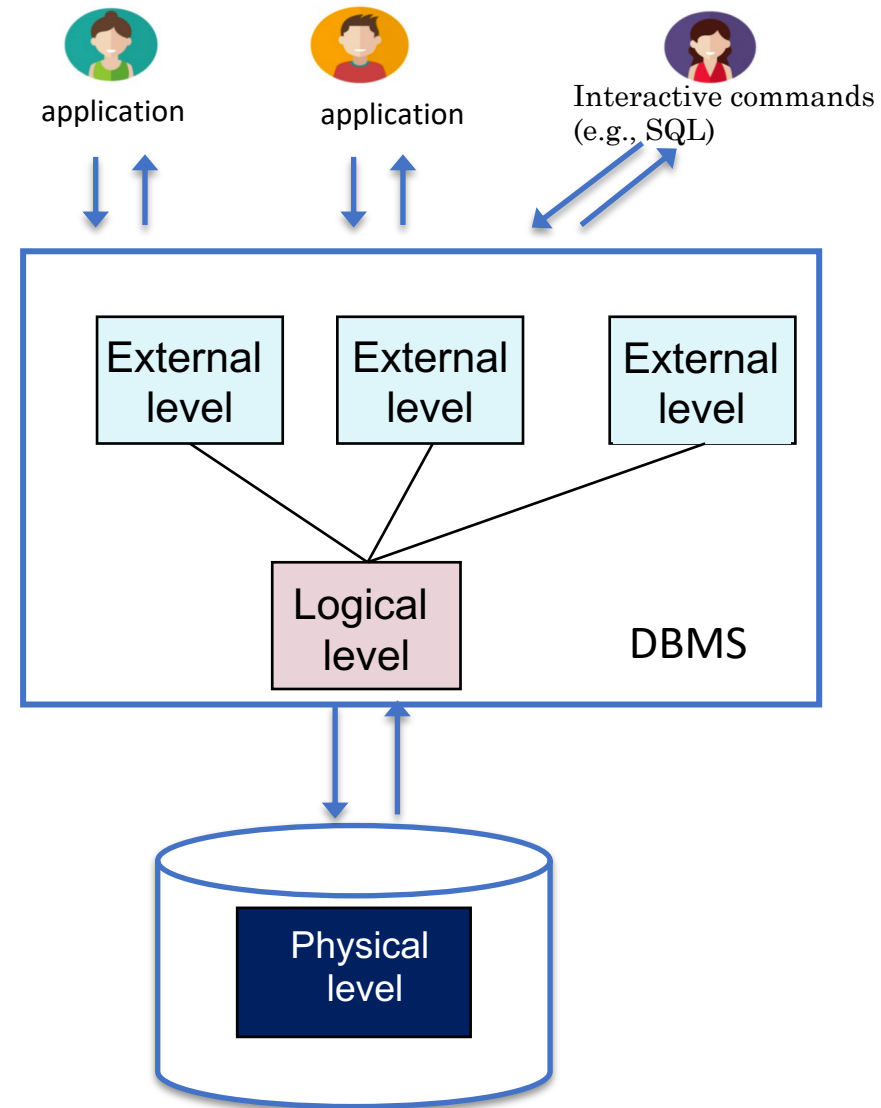 application
application
Interactive commands
(e.g., SQL)
External
level
External
level
External
level
Logical
level
DBMS
Physical
level